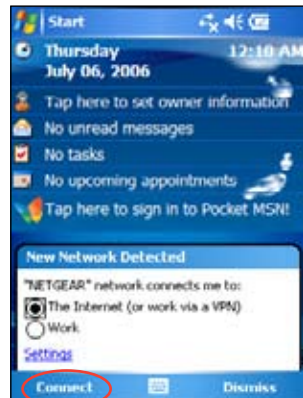 Start
Thursday 12:10 AM
July 06, 2006
Tap here to set owner information
No unread messages
No tasks
No upcoming appointments
Tap here to sign in to Pocket MSN!
New Network Detected
"NETGEAR" network connects me to:
The Internet (or work via a VPN)
Work
Settings
Connect Dismiss